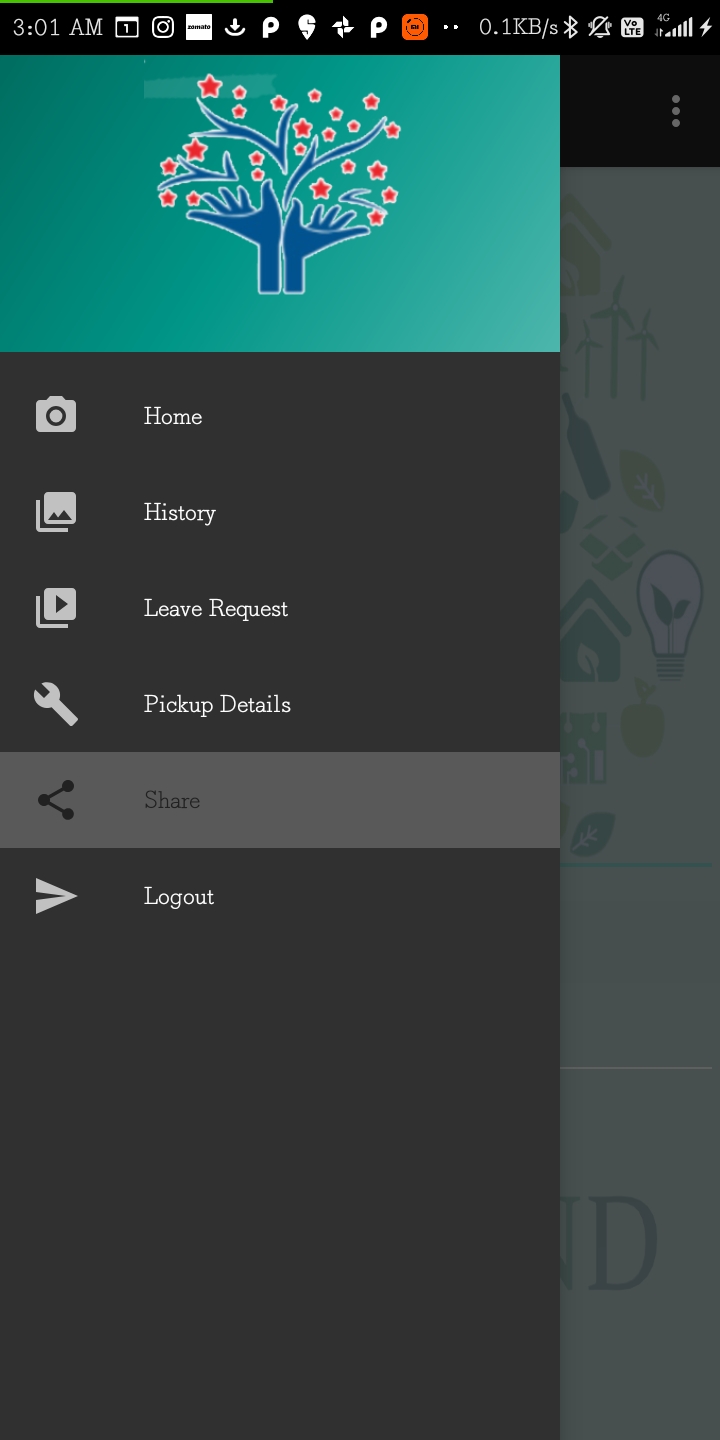 3:01 AM 1 zomato SH 0.1KB/s Vo LTE 4G
Home
History
Leave Request
Pickup Details
Share
Logout
ND